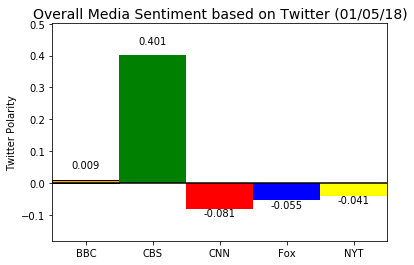 Overall Media Sentiment based on Twitter (01/05/18)
Twitter Polarity
0.5
0.4
0.3
0.2
0.1
0.0
−0.1
0.009
0.401
-0.081
-0.055
-0.041
BBC
CBS
CNN
Fox
NYT